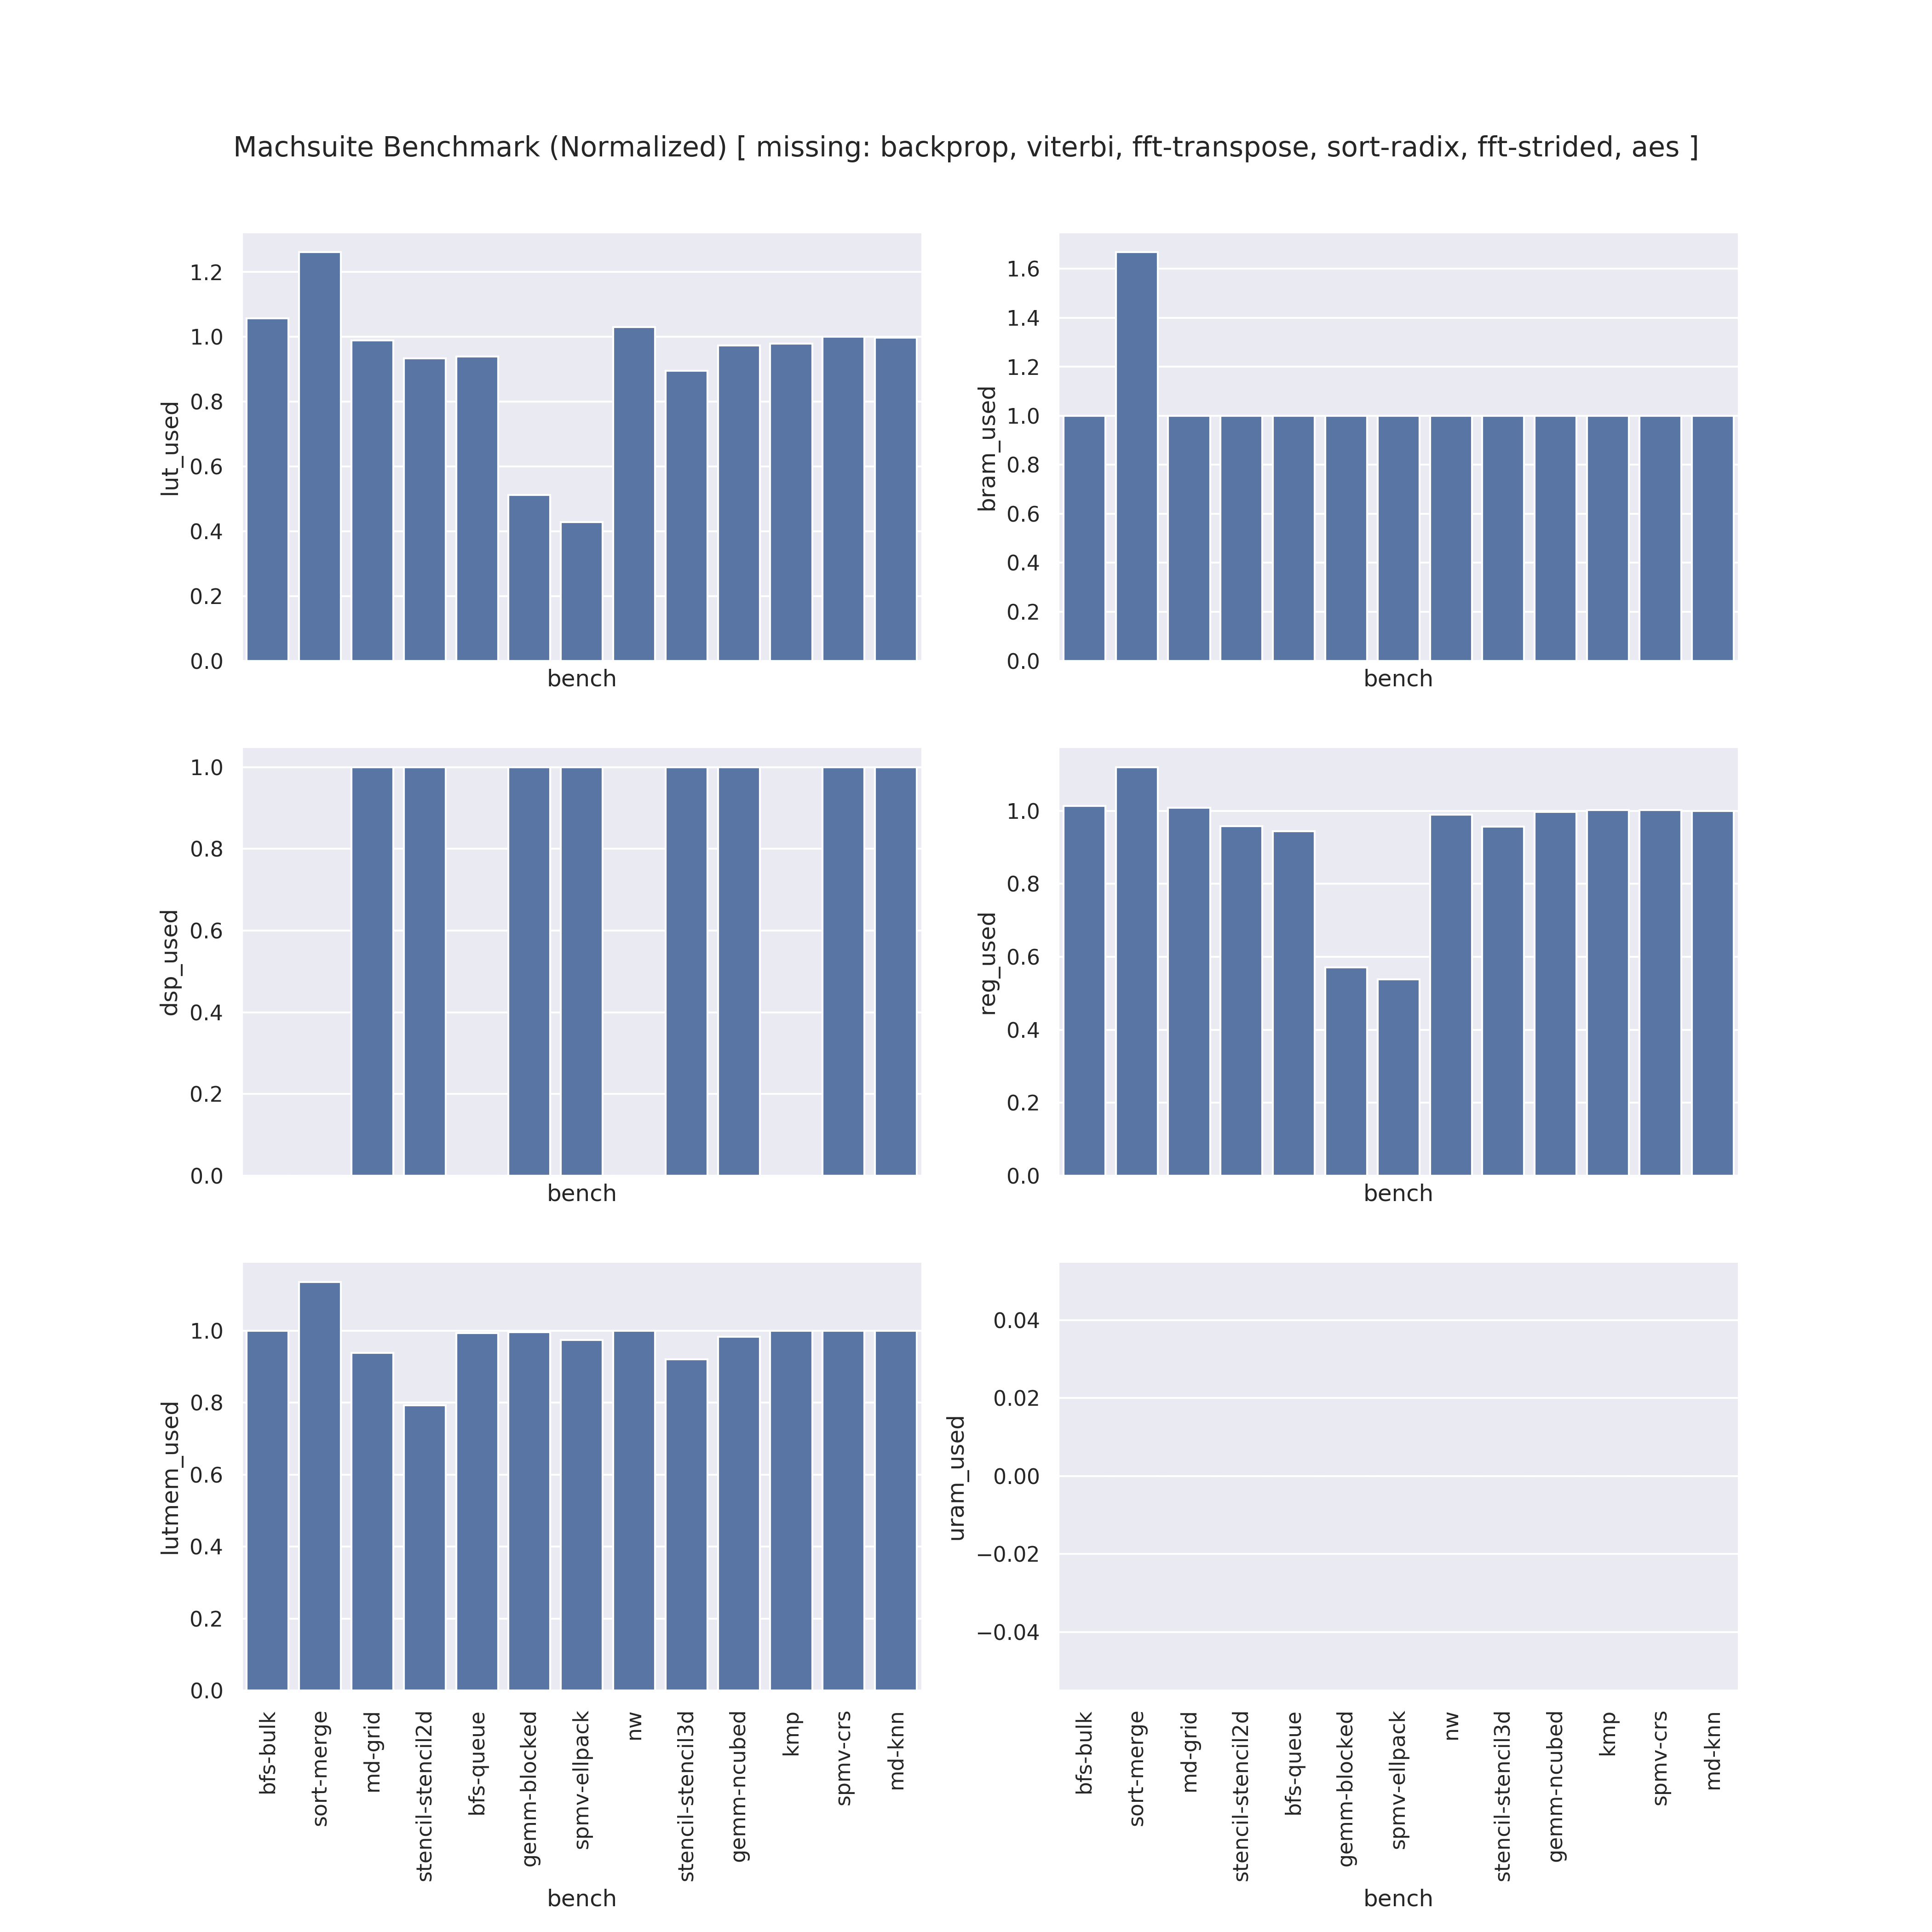 Machsuite Benchmark (Normalized) [ missing: backprop, viterbi, fft-transpose, sort-radix, fft-strided, aes ]
lut_used
1.2
1.0
0.8
0.6
0.4
0.2
0.0
bench
bram_used
1.6
1.4
1.2
1.0
0.8
0.6
0.4
0.2
0.0
bench
dsp_used
1.0
0.8
0.6
0.4
0.2
0.0
bench
reg_used
1.0
0.8
0.6
0.4
0.2
0.0
bench
lutmem_used
1.0
0.8
0.6
0.4
0.2
0.0
bfs-bulk
sort-merge
md-grid
stencil-stencil2d
bfs-queue
gemm-blocked
spmv-ellpack
nw
stencil-stencil3d
gemm-ncubed
kmp
spmv-crs
md-knn
bench
uram_used
0.04
0.02
0.00
−0.02
−0.04
bfs-bulk
sort-merge
md-grid
stencil-stencil2d
bfs-queue
gemm-blocked
spmv-ellpack
nw
stencil-stencil3d
gemm-ncubed
kmp
spmv-crs
md-knn
bench